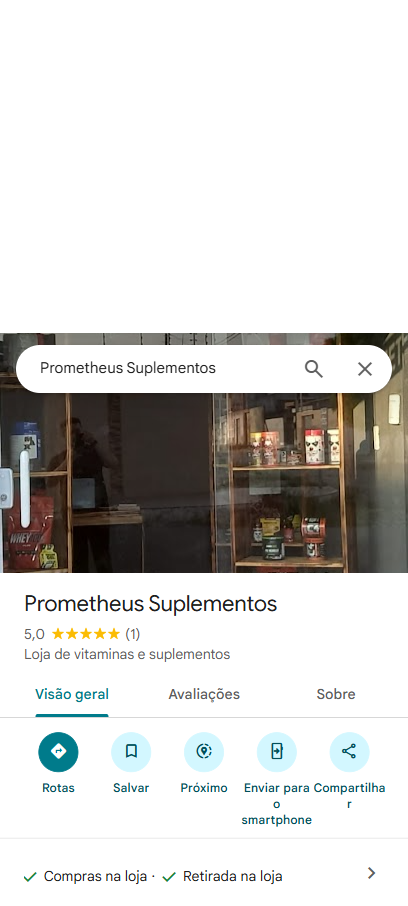 Prometheus Suplementos
WHEY
Prometheus Suplementos
5,0 (1)
Loja de vitaminas e suplementos
Visão geral Avaliações Sobre
Rotas Salvar Próximo Enviar para o smartphone Compartilhar
Compras na loja · Retirada na loja